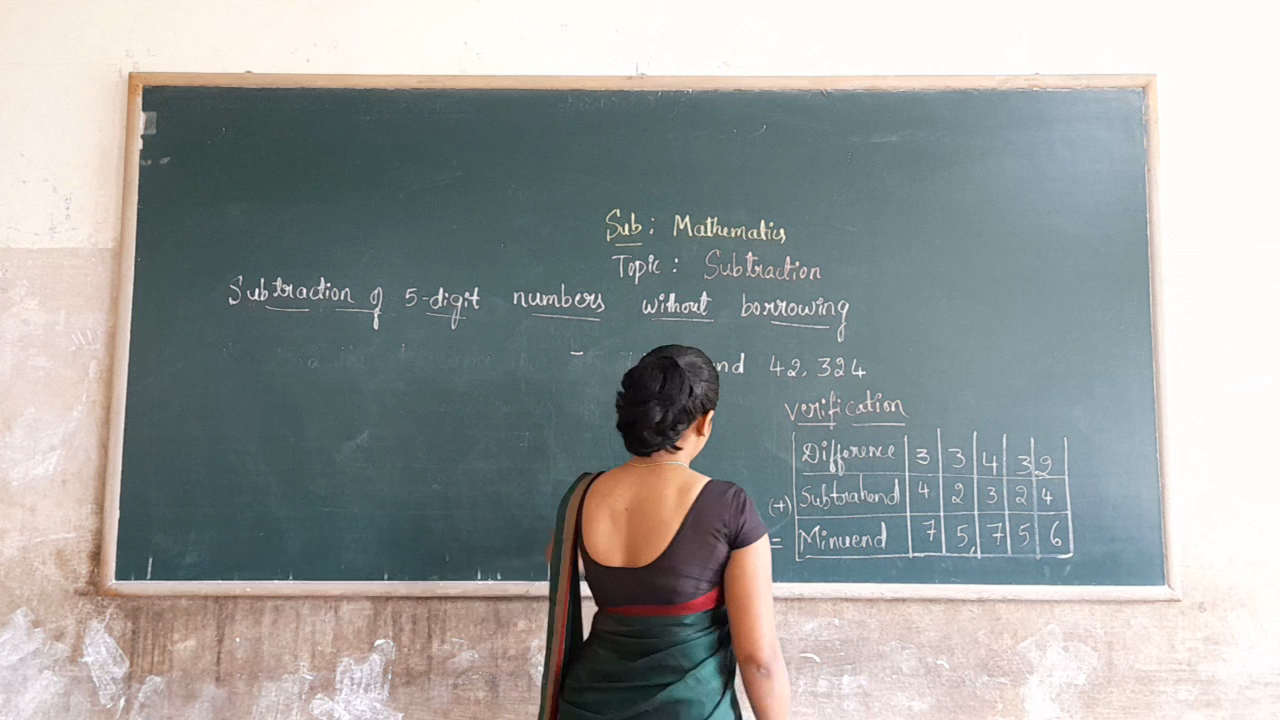 Sub: Mathematics
Topic: Subtraction
Subtraction of 5-digit numbers without borrowing
42,324
Verification
Difference 3 3 4 3 2
(+) Subtrahend 4 2 3 2 4
= Minuend 7 5, 7 5 6